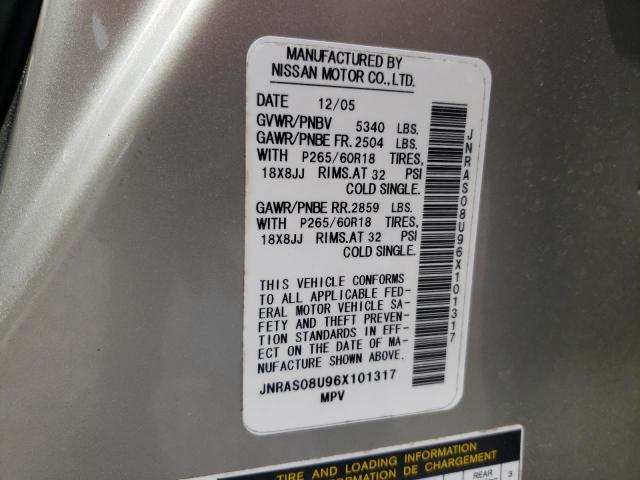 MANUFACTURED BY
NISSAN MOTOR CO.,LTD.
DATE 12/05
GVWR/PNBV 5340 LBS.
GAWR/PNBE FR. 2504 LBS.
WITH P265/60R18 TIRES,
18X8JJ RIMS.AT 32 PSI
COLD SINGLE.
GAWR/PNBE RR. 2859 LBS.
WITH P265/60R18 TIRES,
18X8JJ RIMS.AT 32 PSI
COLD SINGLE.
THIS VEHICLE CONFORMS
TO ALL APPLICABLE FED-
ERAL MOTOR VEHICLE SA-
FETY AND THEFT PREVEN-
TION STANDARDS IN EFF-
ECT ON THE DATE OF MA-
NUFACTURE SHOWN ABOVE.
JNRAS08U96X101317
MPV
JNRAS08U96X101317
TIRE AND LOADING INFORMATION
DE CHARGEMENT
REAR 3